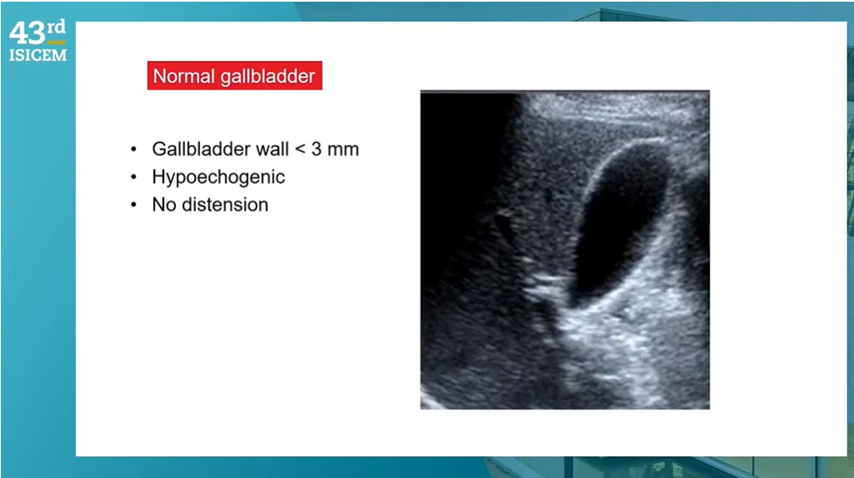 43rd
ISICEM
Normal gallbladder
• Gallbladder wall < 3 mm
• Hypoechogenic
• No distension